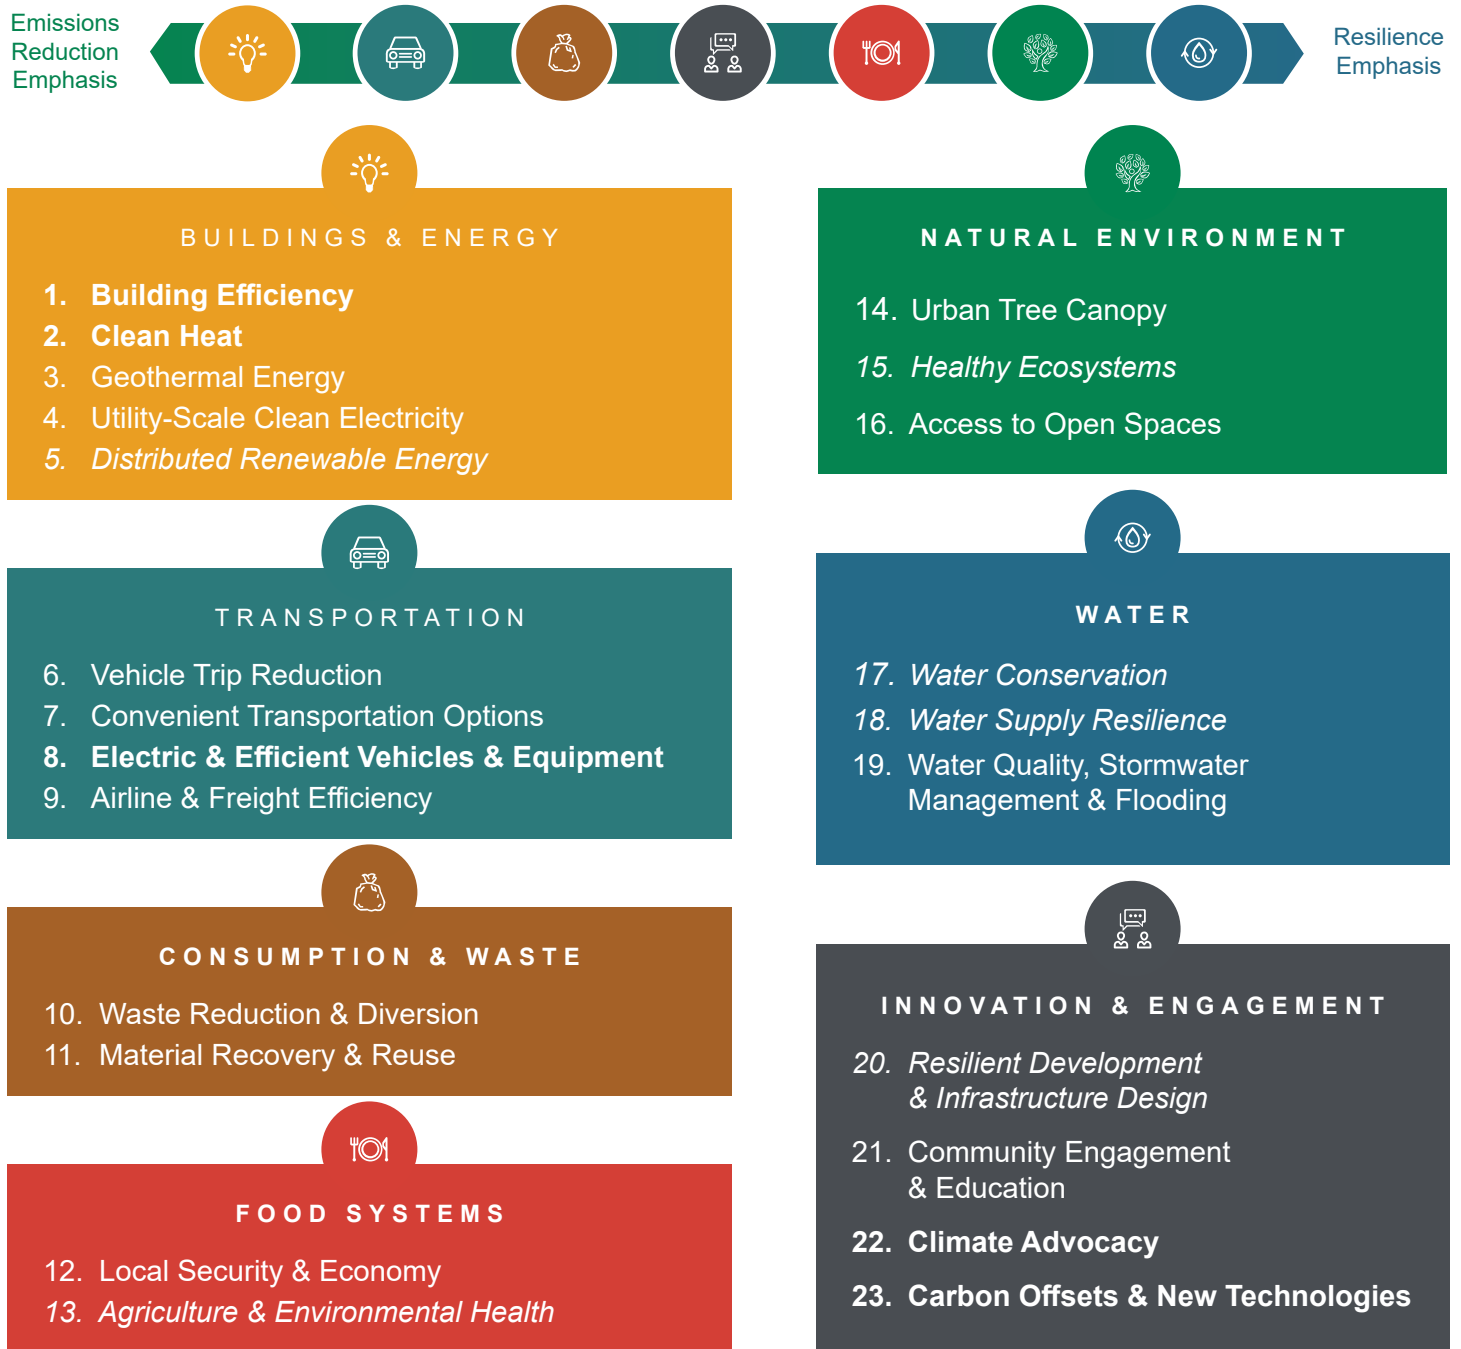 Emissions
Reduction
Emphasis
Resilience
Emphasis
BUILDINGS & ENERGY
1. Building Efficiency
2. Clean Heat
3. Geothermal Energy
4. Utility-Scale Clean Electricity
5. Distributed Renewable Energy
TRANSPORTATION
6. Vehicle Trip Reduction
7. Convenient Transportation Options
8. Electric & Efficient Vehicles & Equipment
9. Airline & Freight Efficiency
CONSUMPTION & WASTE
10. Waste Reduction & Diversion
11. Material Recovery & Reuse
FOOD SYSTEMS
12. Local Security & Economy
13. Agriculture & Environmental Health
NATURAL ENVIRONMENT
14. Urban Tree Canopy
15. Healthy Ecosystems
16. Access to Open Spaces
WATER
17. Water Conservation
18. Water Supply Resilience
19. Water Quality, Stormwater
Management & Flooding
INNOVATION & ENGAGEMENT
20. Resilient Development
& Infrastructure Design
21. Community Engagement
& Education
22. Climate Advocacy
23. Carbon Offsets & New Technologies